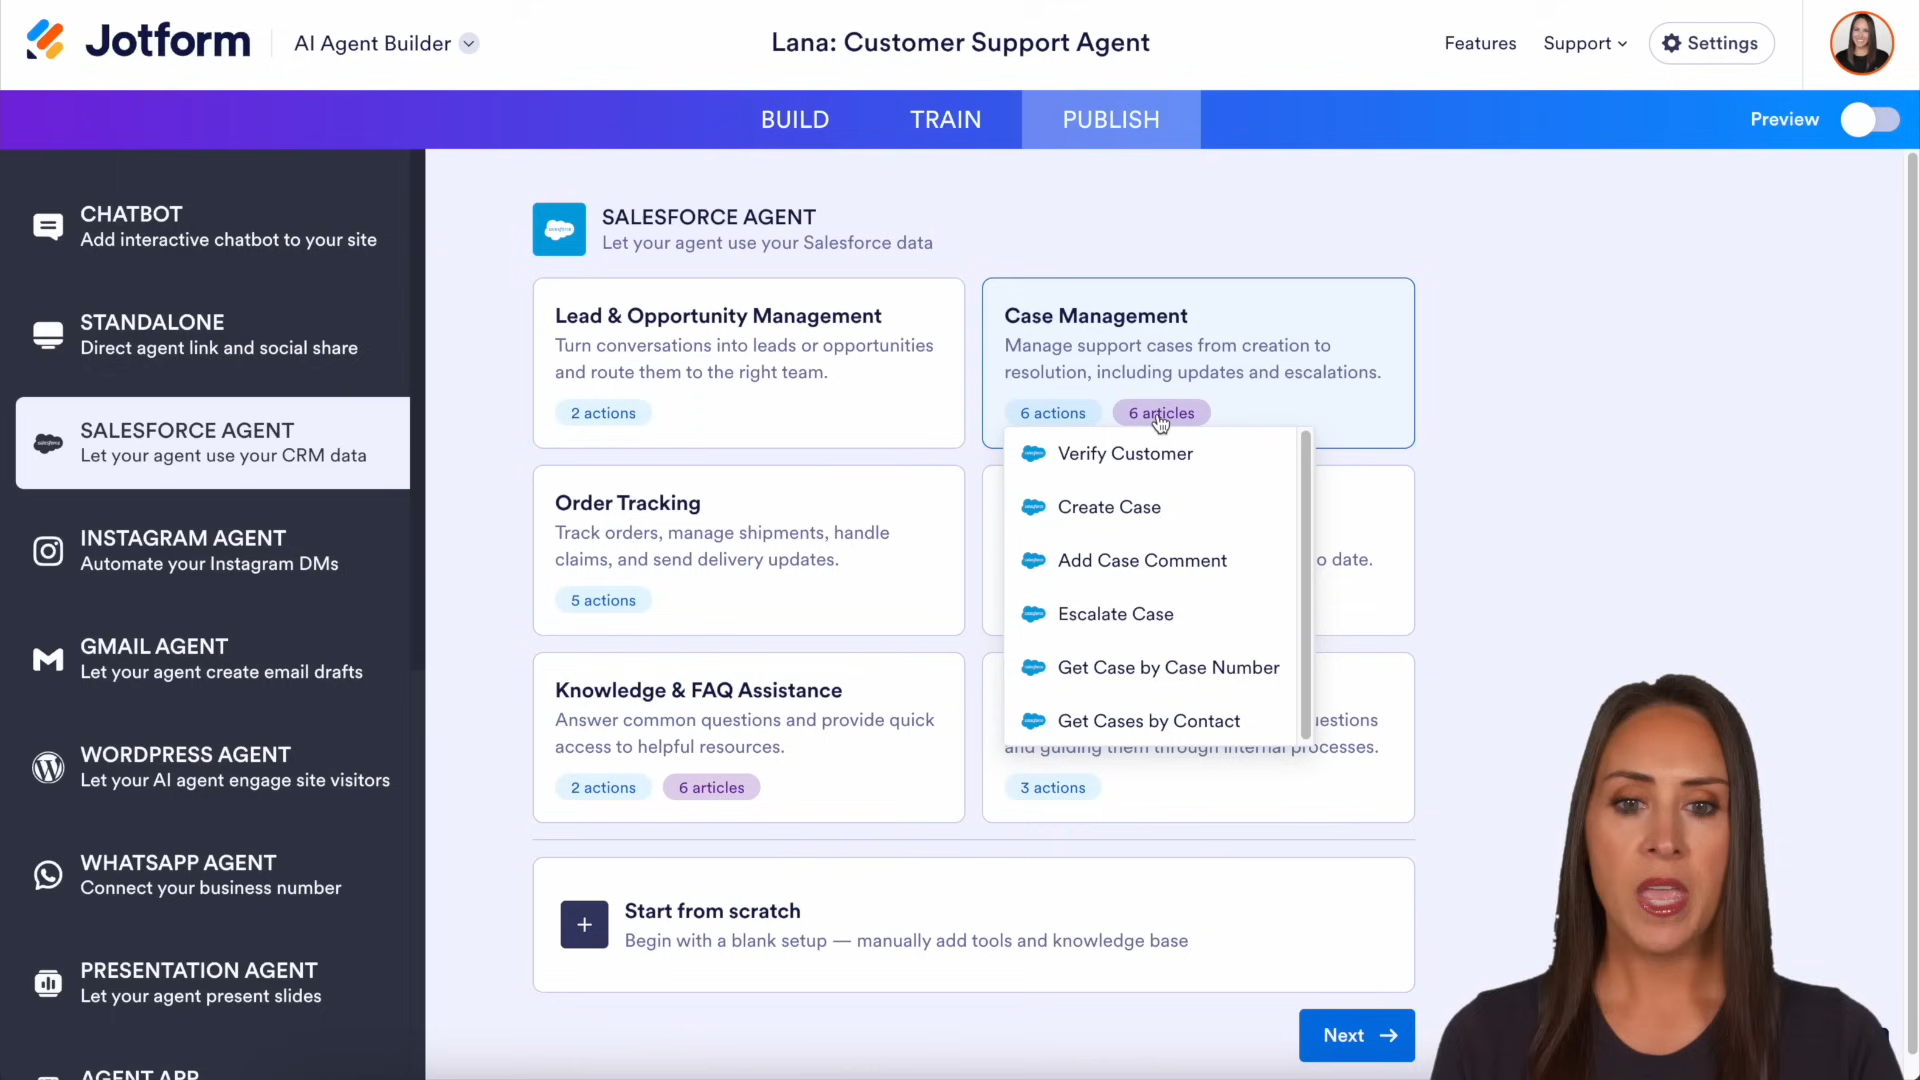 Jotform
AI Agent Builder
Lana: Customer Support Agent
Features
Support
Settings
BUILD
TRAIN
PUBLISH
Preview
CHATBOT
Add interactive chatbot to your site
STANDALONE
Direct agent link and social share
SALESFORCE AGENT
Let your agent use your CRM data
INSTAGRAM AGENT
Automate your Instagram DMs
GMAIL AGENT
Let your agent create email drafts
WORDPRESS AGENT
Let your AI agent engage site visitors
WHATSAPP AGENT
Connect your business number
PRESENTATION AGENT
Let your agent present slides
AGENT APP
SALESFORCE AGENT
Let your agent use your Salesforce data
Lead & Opportunity Management
Turn conversations into leads or opportunities
and route them to the right team.
2 actions
Case Management
Manage support cases from creation to
resolution, including updates and escalations.
6 actions
6 articles
Verify Customer
Create Case
Add Case Comment
Escalate Case
Get Case by Case Number
Get Cases by Contact
Order Tracking
Track orders, manage shipments, handle
claims, and send delivery updates.
5 actions
o date.
Knowledge & FAQ Assistance
Answer common questions and provide quick
access to helpful resources.
2 actions
6 articles
uestions
and guiding them through internal processes.
3 actions
Start from scratch
Begin with a blank setup — manually add tools and knowledge base
Next